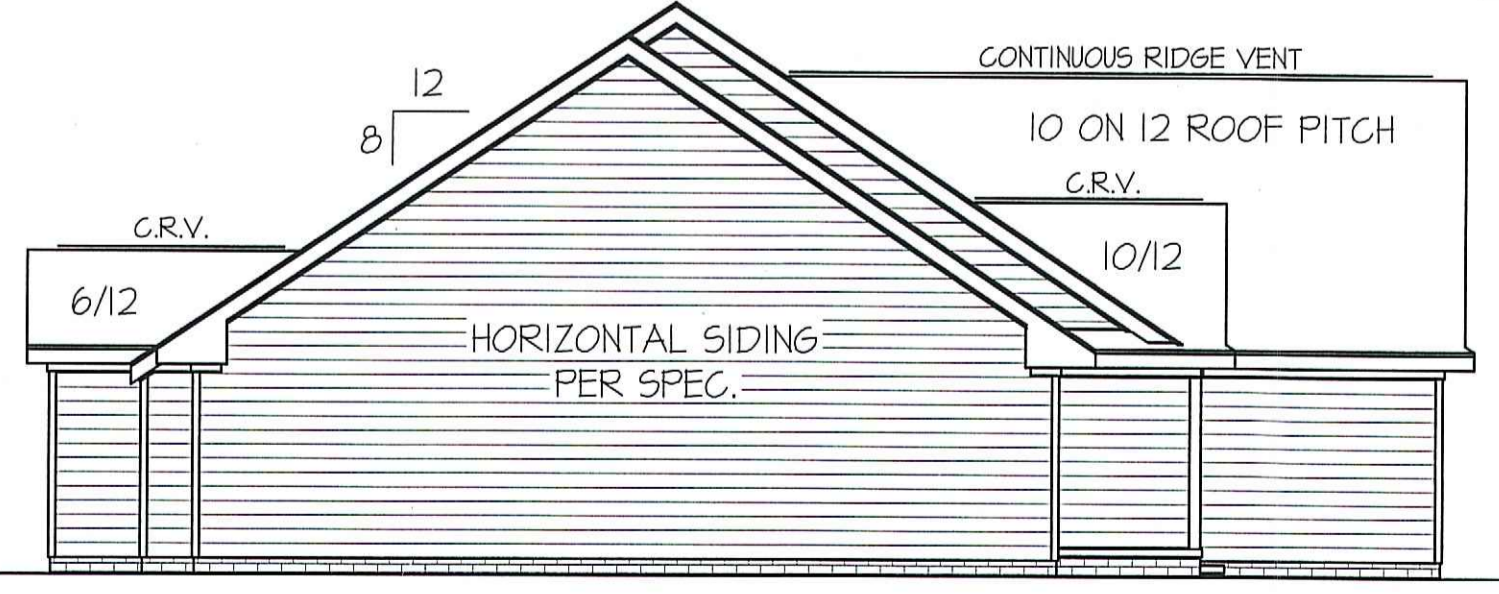 CONTINUOUS RIDGE VENT
12
8
10 ON 12 ROOF PITCH
C.R.V.
C.R.V.
10/12
6/12
HORIZONTAL SIDING
PER SPEC.